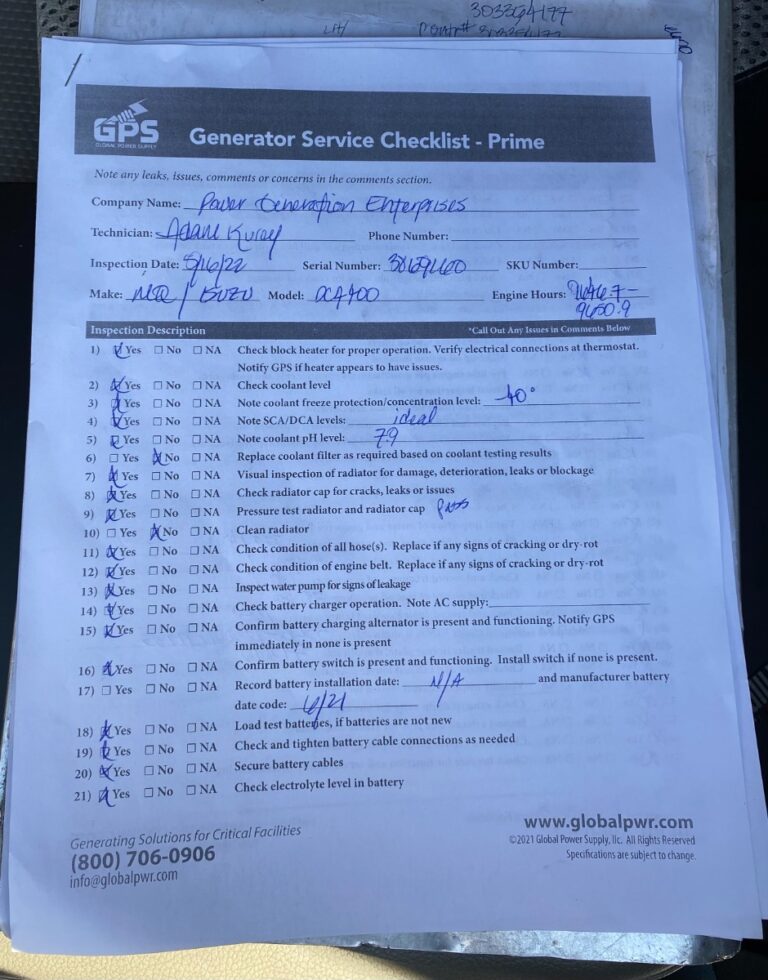 3033G4177
GPS
GLOBAL POWER SUPPLY
Generator Service Checklist - Prime
Note any leaks, issues, comments or concerns in the comments section.
Company Name: Power Generation Enterprises
Technician: Phone Number:
Inspection Date: 5/16/22 Serial Number: SKU Number:
Make: MQ / ISUZU Model: DCA400 Engine Hours: 9646.7 -
9650.9
Inspection Description *Call Out Any Issues in Comments Below
1) ☑ Yes ☐ No ☐ NA Check block heater for proper operation. Verify electrical connections at thermostat.
Notify GPS if heater appears to have issues.
2) ☑ Yes ☐ No ☐ NA Check coolant level
3) ☑ Yes ☐ No ☐ NA Note coolant freeze protection/concentration level: -40°
4) ☑ Yes ☐ No ☐ NA Note SCA/DCA levels: ideal
5) ☑ Yes ☐ No ☐ NA Note coolant pH level: 7.9
6) ☐ Yes ☑ No ☐ NA Replace coolant filter as required based on coolant testing results
7) ☑ Yes ☐ No ☐ NA Visual inspection of radiator for damage, deterioration, leaks or blockage
8) ☑ Yes ☐ No ☐ NA Check radiator cap for cracks, leaks or issues
9) ☑ Yes ☐ No ☐ NA Pressure test radiator and radiator cap pass
10) ☐ Yes ☑ No ☐ NA Clean radiator
11) ☑ Yes ☐ No ☐ NA Check condition of all hose(s). Replace if any signs of cracking or dry-rot
12) ☑ Yes ☐ No ☐ NA Check condition of engine belt. Replace if any signs of cracking or dry-rot
13) ☑ Yes ☐ No ☐ NA Inspect water pump for signs of leakage
14) ☑ Yes ☐ No ☐ NA Check battery charger operation. Note AC supply:
15) ☑ Yes ☐ No ☐ NA Confirm battery charging alternator is present and functioning. Notify GPS
immediately in none is present
16) ☑ Yes ☐ No ☐ NA Confirm battery switch is present and functioning. Install switch if none is present.
17) ☐ Yes ☐ No ☐ NA Record battery installation date: N/A and manufacturer battery
date code: 6/21
18) ☑ Yes ☐ No ☐ NA Load test batteries, if batteries are not new
19) ☑ Yes ☐ No ☐ NA Check and tighten battery cable connections as needed
20) ☑ Yes ☐ No ☐ NA Secure battery cables
21) ☑ Yes ☐ No ☐ NA Check electrolyte level in battery
Generating Solutions for Critical Facilities
(800) 706-0906
info@globalpwr.com
www.globalpwr.com
©2021 Global Power Supply, llc. All Rights Reserved
Specifications are subject to change.